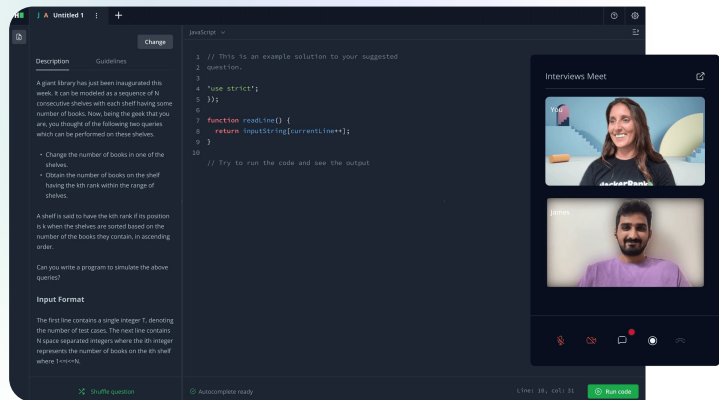 J A Untitled 1
Change
Description Guidelines
A giant library has just been inaugurated this
week. It can be modeled as a sequence of N
consecutive shelves with each shelf having some
number of books. Now, being the geek that you
are, you thought of the following two queries
which can be performed on these shelves.
• Change the number of books in one of the
shelves.
• Obtain the number of books on the shelf
having the kth rank within the range of
shelves.
A shelf is said to have the kth rank if its position
is k when the shelves are sorted based on the
number of the books they contain, in ascending
order.
Can you write a program to simulate the above
queries?
Input Format
The first line contains a single integer T, denoting
the number of test cases. The next line contains
N space separated integers where the ith integer
represents the number of books on the ith shelf
where 1<=i<=N.
Shuffle question
JavaScript
1 // This is an example solution to your suggested
2 question.
3
4 'use strict';
5 });
6
7 function readLine() {
8 return inputString[currentLine++];
9 }
10
// Try to run the code and see the output
Autocomplete ready
Line: 10, col: 31
Run code
Interviews Meet
You
James